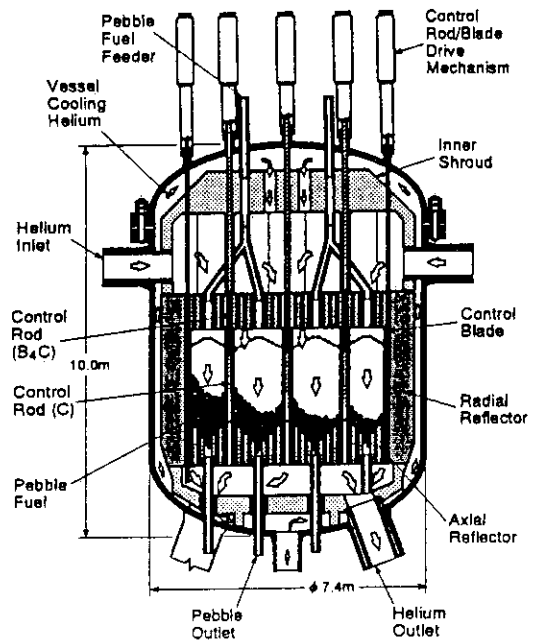 Pebble
Fuel
Feeder
Control
Rod/Blade
Drive
Mechanism
Vessel
Cooling
Helium
Inner
Shroud
Helium
Inlet
Control
Rod
(B₄C)
10.0m
Control
Blade
Control
Rod (C)
Radial
Reflector
Pebble
Fuel
Axial
Reflector
ϕ 7.4m
Pebble
Outlet
Helium
Outlet